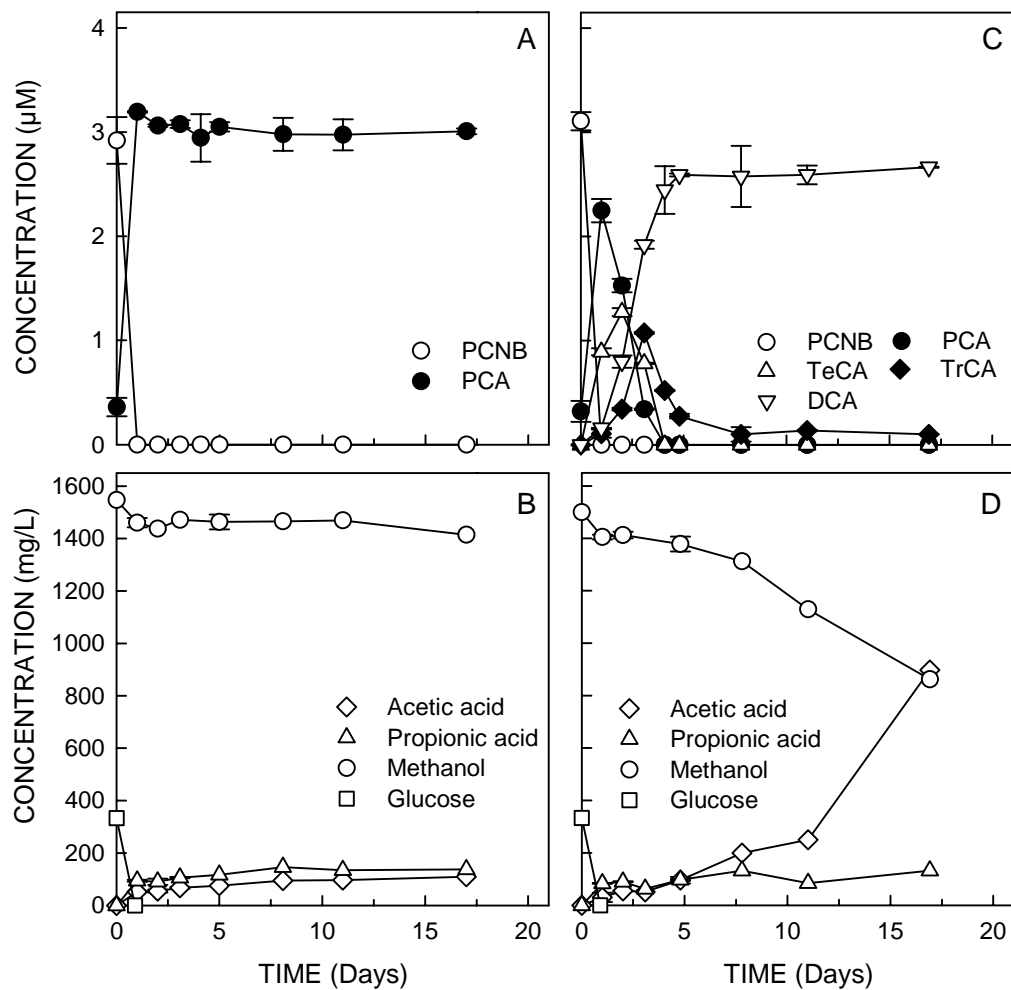 A
CONCENTRATION (µM)
4
3
2
1
0
PCNB
PCA
C
PCNB PCA
TeCA TrCA
DCA
B
CONCENTRATION (mg/L)
1600
1400
1200
1000
800
600
400
200
0
Acetic acid
Propionic acid
Methanol
Glucose
0 5 10 15 20
TIME (Days)
D
Acetic acid
Propionic acid
Methanol
Glucose
0 5 10 15 20
TIME (Days)